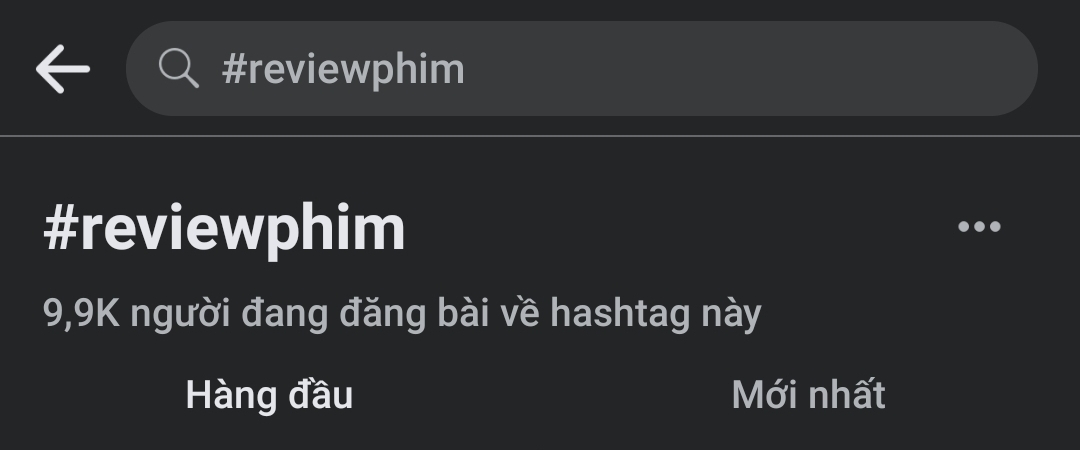 #reviewphim
#reviewphim
9,9K người đang đăng bài về hashtag này
Hàng đầu
Mới nhất